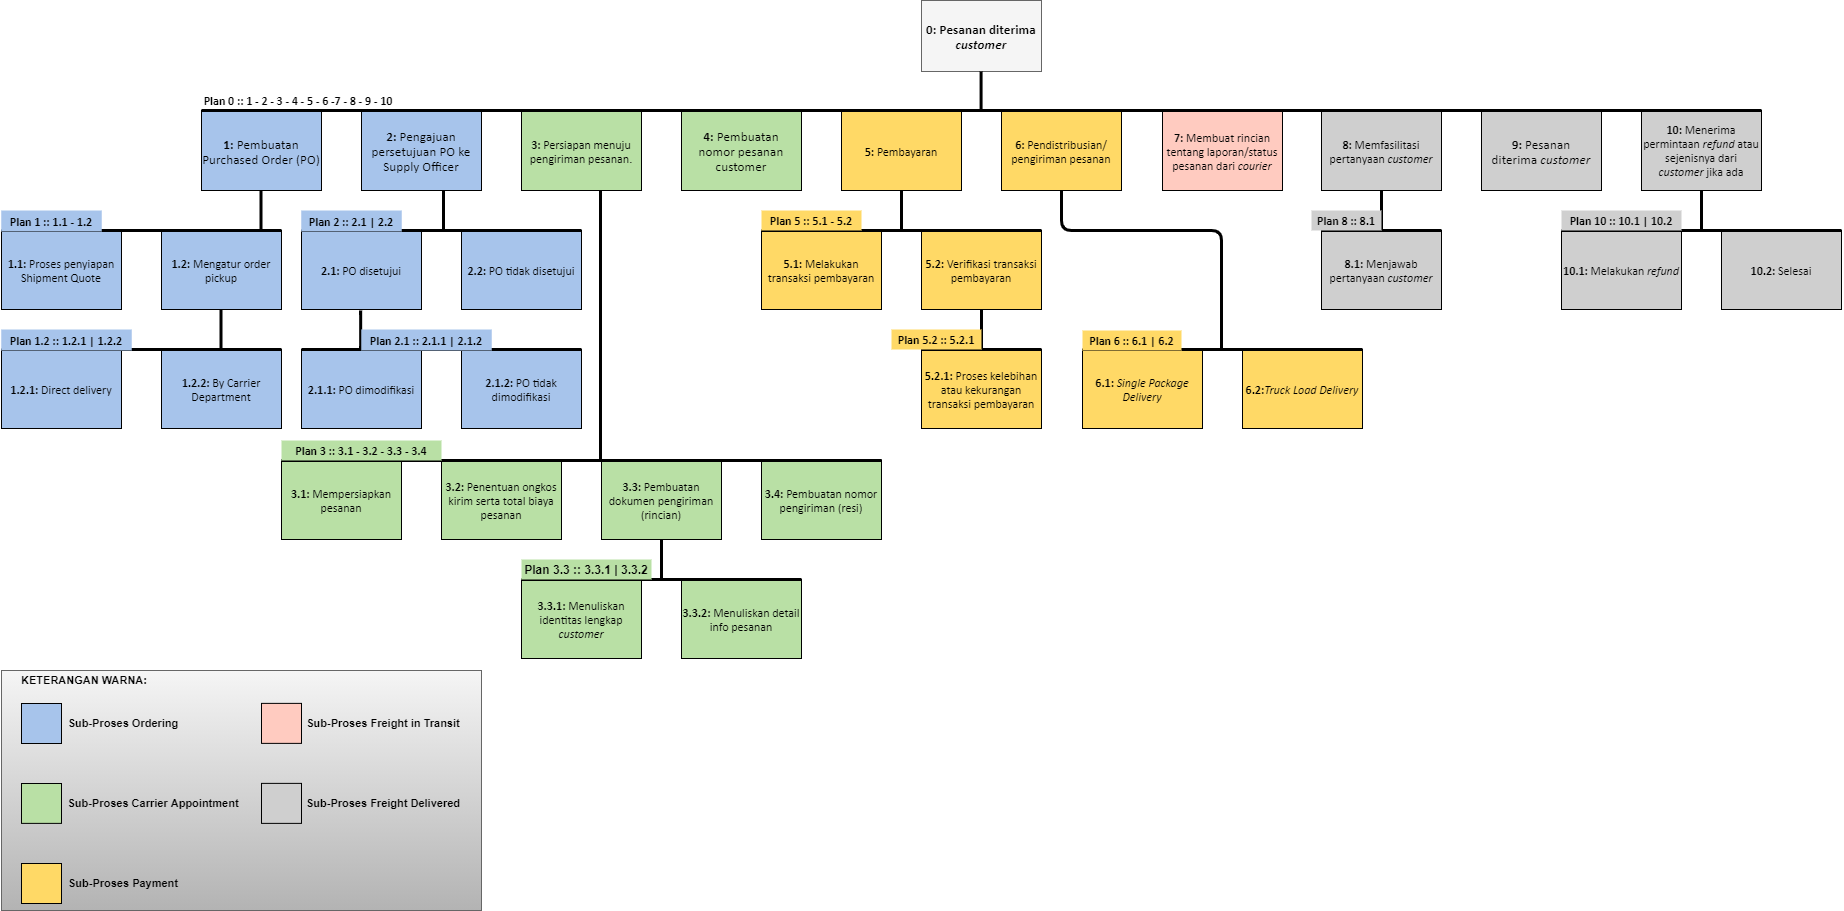 0: Pesanan diterima
customer
Plan 0 :: 1 - 2 - 3 - 4 - 5 - 6 -7 - 8 - 9 - 10
1: Pembuatan
Purchased Order (PO)
2: Pengajuan
persetujuan PO ke
Supply Officer
3: Persiapan menuju
pengiriman pesanan.
4: Pembuatan
nomor pesanan
customer
5: Pembayaran
6: Pendistribusian/
pengiriman pesanan
7: Membuat rincian
tentang laporan/status
pesanan dari courier
8: Memfasilitasi
pertanyaan customer
9: Pesanan
diterima customer
10: Menerima
permintaan refund atau
sejenisnya dari
customer jika ada
Plan 1 :: 1.1 - 1.2
Plan 2 :: 2.1 | 2.2
Plan 5 :: 5.1 - 5.2
Plan 8 :: 8.1
Plan 10 :: 10.1 | 10.2
1.1: Proses penyiapan
Shipment Quote
1.2: Mengatur order
pickup
2.1: PO disetujui
2.2: PO tidak disetujui
5.1: Melakukan
transaksi pembayaran
5.2: Verifikasi transaksi
pembayaran
8.1: Menjawab
pertanyaan customer
10.1: Melakukan refund
10.2: Selesai
Plan 1.2 :: 1.2.1 | 1.2.2
Plan 2.1 :: 2.1.1 | 2.1.2
Plan 5.2 :: 5.2.1
Plan 6 :: 6.1 | 6.2
1.2.1: Direct delivery
1.2.2: By Carrier
Department
2.1.1: PO dimodifikasi
2.1.2: PO tidak
dimodifikasi
5.2.1: Proses kelebihan
atau kekurangan
transaksi pembayaran
6.1: Single Package
Delivery
6.2:Truck Load Delivery
Plan 3 :: 3.1 - 3.2 - 3.3 - 3.4
3.1: Mempersiapkan
pesanan
3.2: Penentuan ongkos
kirim serta total biaya
pesanan
3.3: Pembuatan
dokumen pengiriman
(rincian)
3.4: Pembuatan nomor
pengiriman (resi)
Plan 3.3 :: 3.3.1 | 3.3.2
3.3.1: Menuliskan
identitas lengkap
customer
3.3.2: Menuliskan detail
info pesanan
KETERANGAN WARNA:
Sub-Proses Ordering
Sub-Proses Freight in Transit
Sub-Proses Carrier Appointment
Sub-Proses Freight Delivered
Sub-Proses Payment